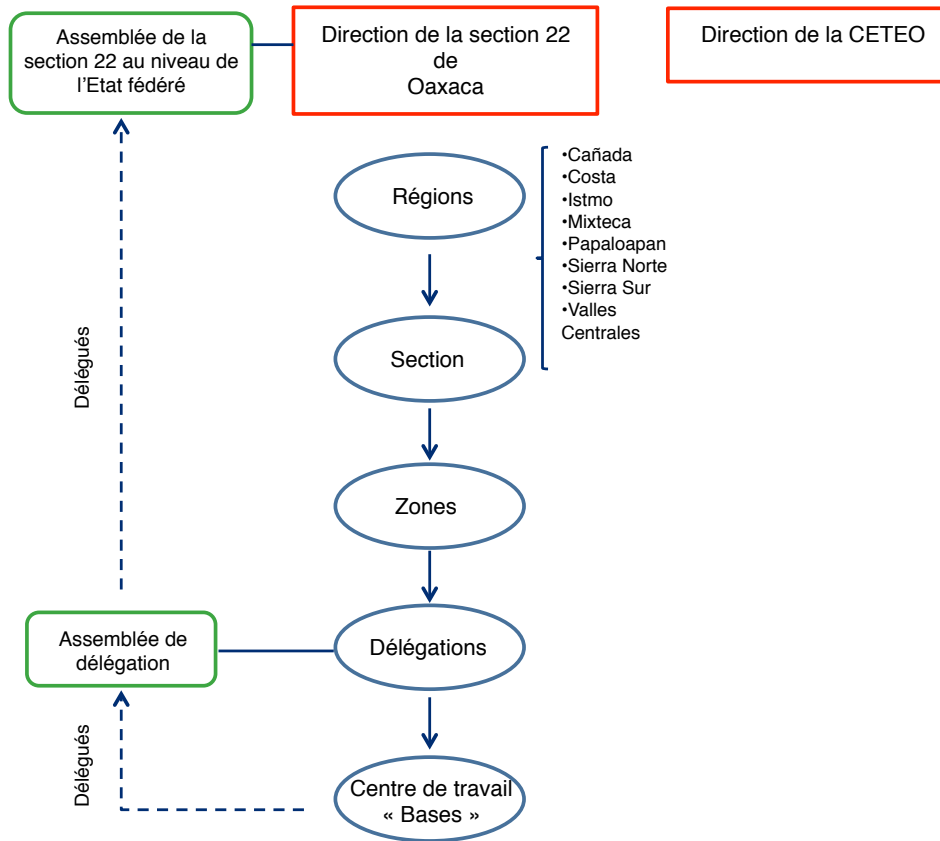 Assemblée de la
section 22 au niveau de
l'Etat fédéré
Direction de la section 22
de
Oaxaca
Direction de la CETEO
Régions
•Cañada
•Costa
•Istmo
•Mixteca
•Papaloapan
•Sierra Norte
•Sierra Sur
•Valles
Centrales
Section
Délégués
Zones
Assemblée de
délégation
Délégations
Délégués
Centre de travail
« Bases »